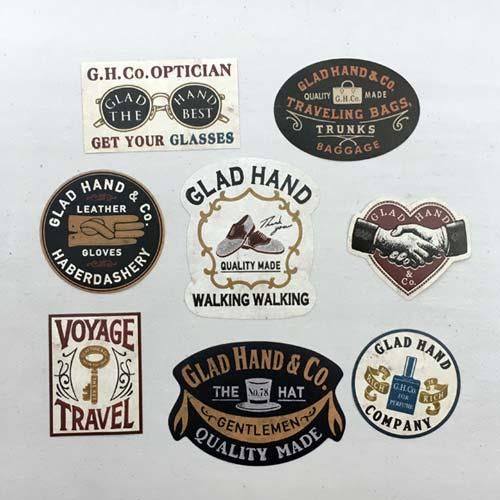 G.H.Co. OPTICIAN
GLAD HAND
THE BEST
GET YOUR GLASSES
GLAD HAND & CO.
QUALITY MADE
G.H.Co.
TRAVELING BAGS,
TRUNKS
BAGGAGE
GLAD HAND & Co.
LEATHER
GLOVES
HABERDASHERY
GLAD HAND
Thank you
QUALITY MADE
WALKING WALKING
GLAD HAND
& Co.
VOYAGE
TRAVEL
GLAD HAND & CO.
THE No.78 HAT
GENTLEMEN
QUALITY MADE
GLAD HAND
G.H.Co.
FOR
PERFUME
RICH RICH
COMPANY